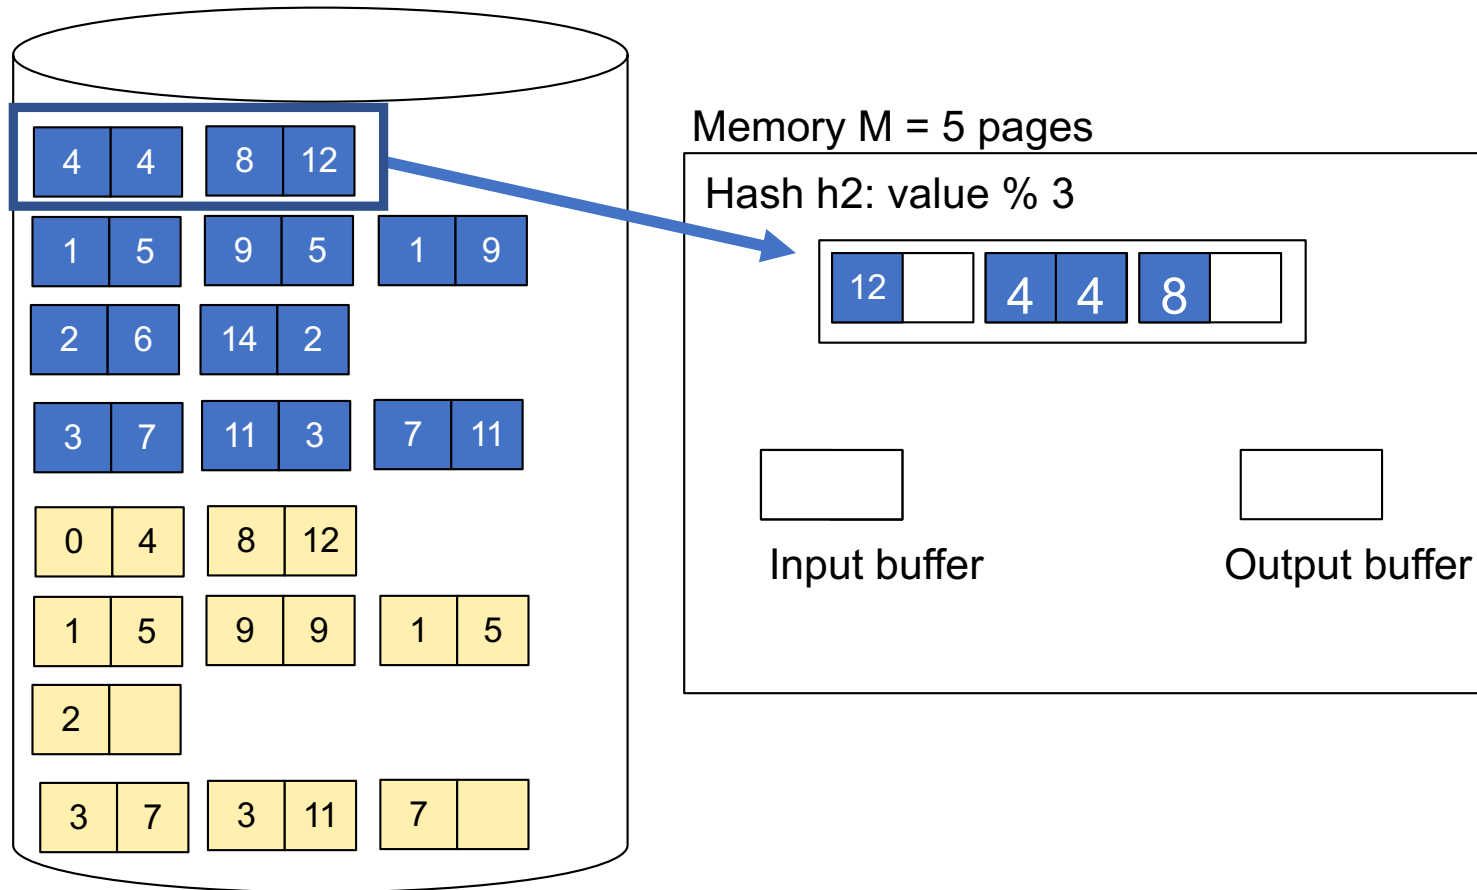 Memory M = 5 pages
4 4 8 12
Hash h2: value % 3
1 5 9 5 1 9
12 4 4 8
2 6 14 2
3 7 11 3 7 11
0 4 8 12
Input buffer Output buffer
1 5 9 9 1 5
2
3 7 3 11 7